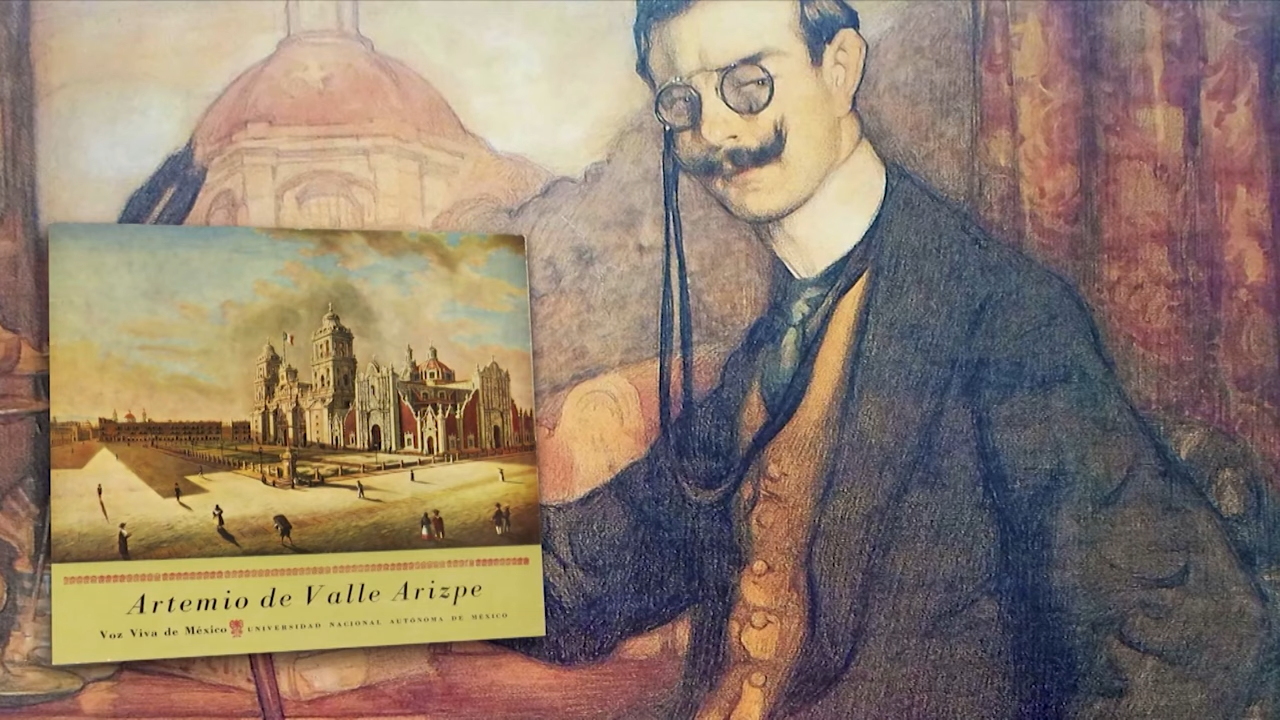 Artemio de Valle Arizpe
Voz Viva de México UNIVERSIDAD NACIONAL AUTÓNOMA DE MÉXICO